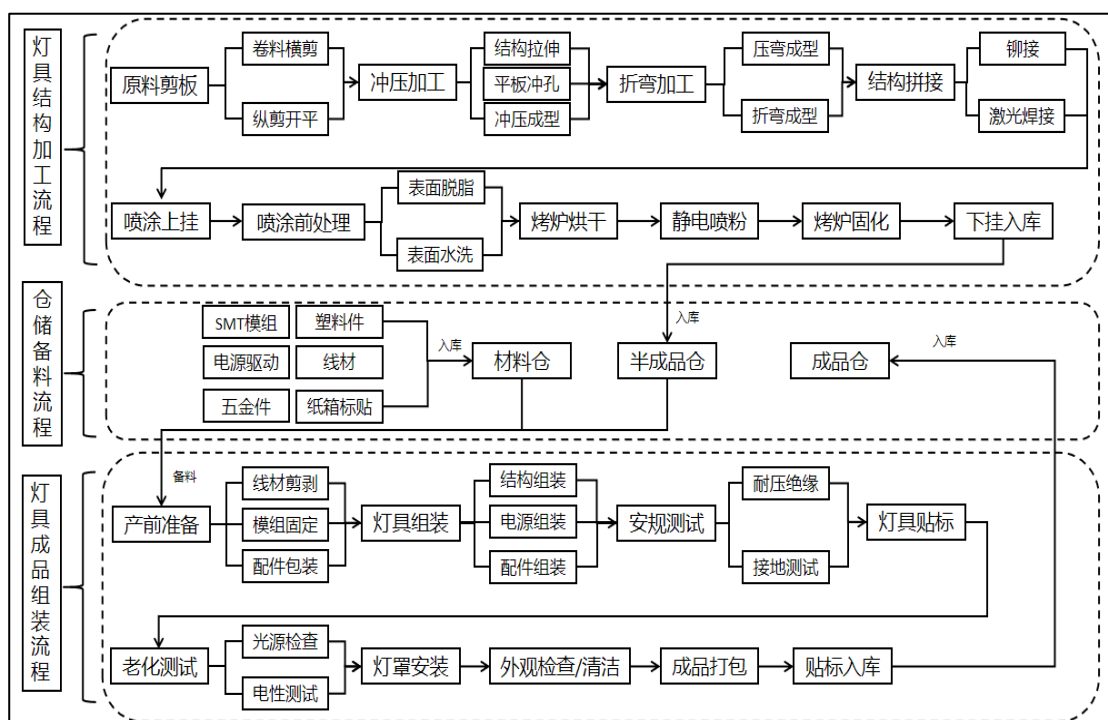 灯具结构加工流程
原料剪板
卷料横剪
纵剪开平
冲压加工
结构拉伸
平板冲孔
冲压成型
折弯加工
压弯成型
折弯成型
结构拼接
铆接
激光焊接
喷涂上挂
喷涂前处理
表面脱脂
表面水洗
烤炉烘干
静电喷粉
烤炉固化
下挂入库
仓储备料流程
SMT模组
塑料件
电源驱动
线材
五金件
纸箱标贴
入库
材料仓
入库
半成品仓
成品仓
入库
灯具成品组装流程
备料
产前准备
线材剪剥
模组固定
配件包装
灯具组装
结构组装
电源组装
配件组装
安规测试
耐压绝缘
接地测试
灯具贴标
老化测试
光源检查
电性测试
灯罩安装
外观检查/清洁
成品打包
贴标入库